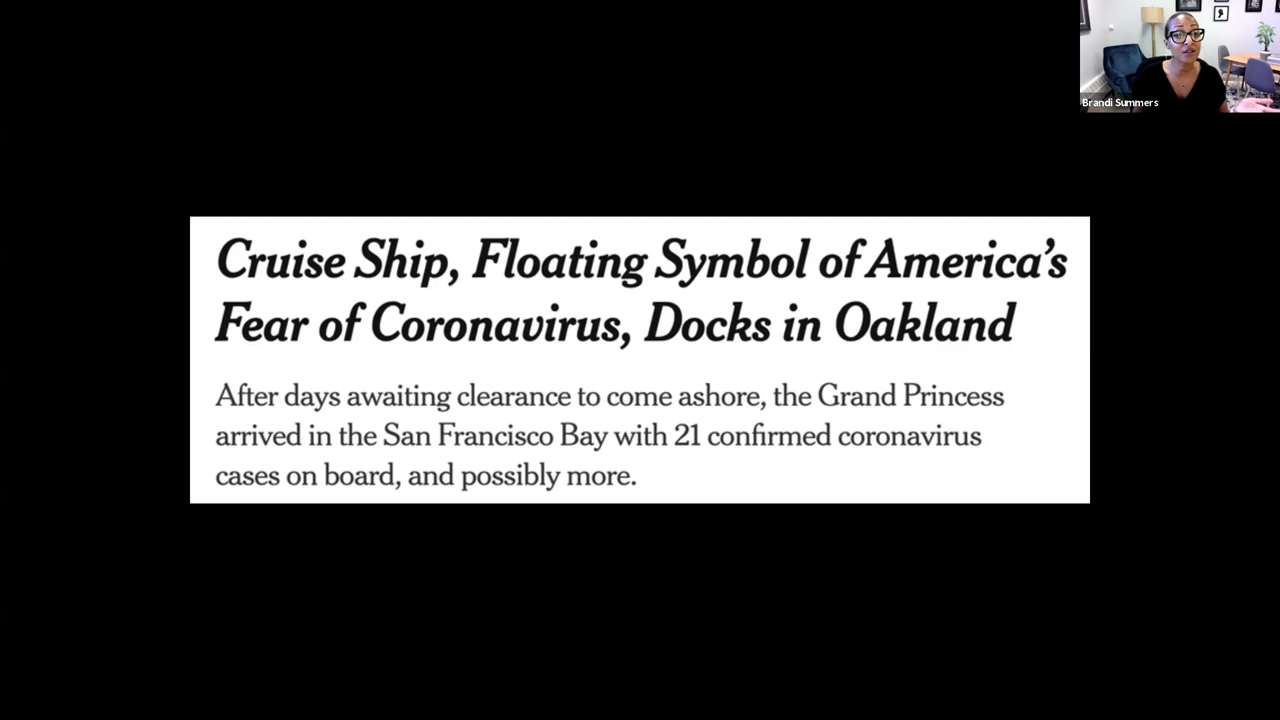 Brandi Summers
Cruise Ship, Floating Symbol of America's
Fear of Coronavirus, Docks in Oakland
After days awaiting clearance to come ashore, the Grand Princess
arrived in the San Francisco Bay with 21 confirmed coronavirus
cases on board, and possibly more.